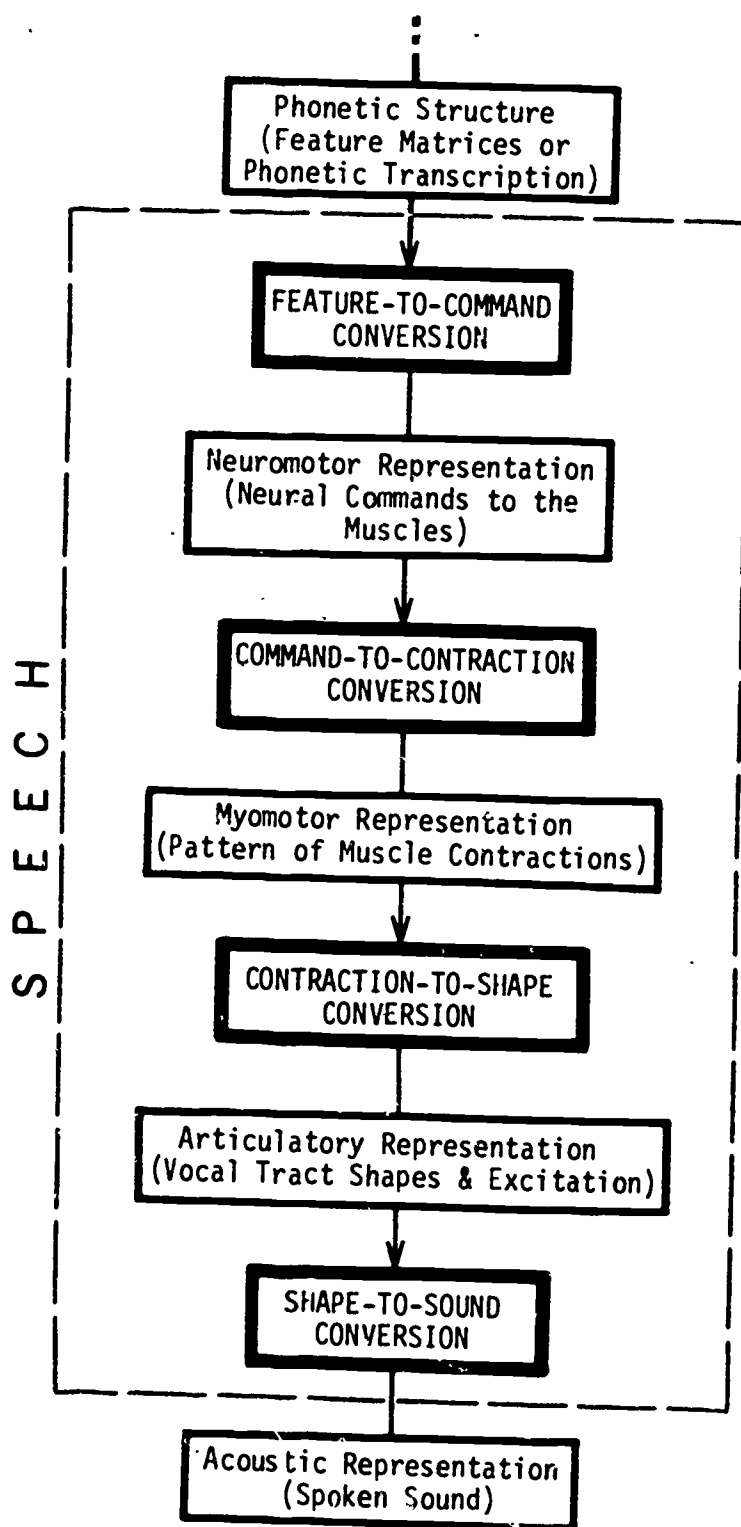 Phonetic Structure
(Feature Matrices or
Phonetic Transcription)
FEATURE-TO-COMMAND
CONVERSION
Neuromotor Representation
(Neural Commands to the
Muscles)
COMMAND-TO-CONTRACTION
CONVERSION
SPEECH
Myomotor Representation
(Pattern of Muscle Contractions)
CONTRACTION-TO-SHAPE
CONVERSION
Articulatory Representation
(Vocal Tract Shapes & Excitation)
SHAPE-TO-SOUND
CONVERSION
Acoustic Representation
(Spoken Sound)